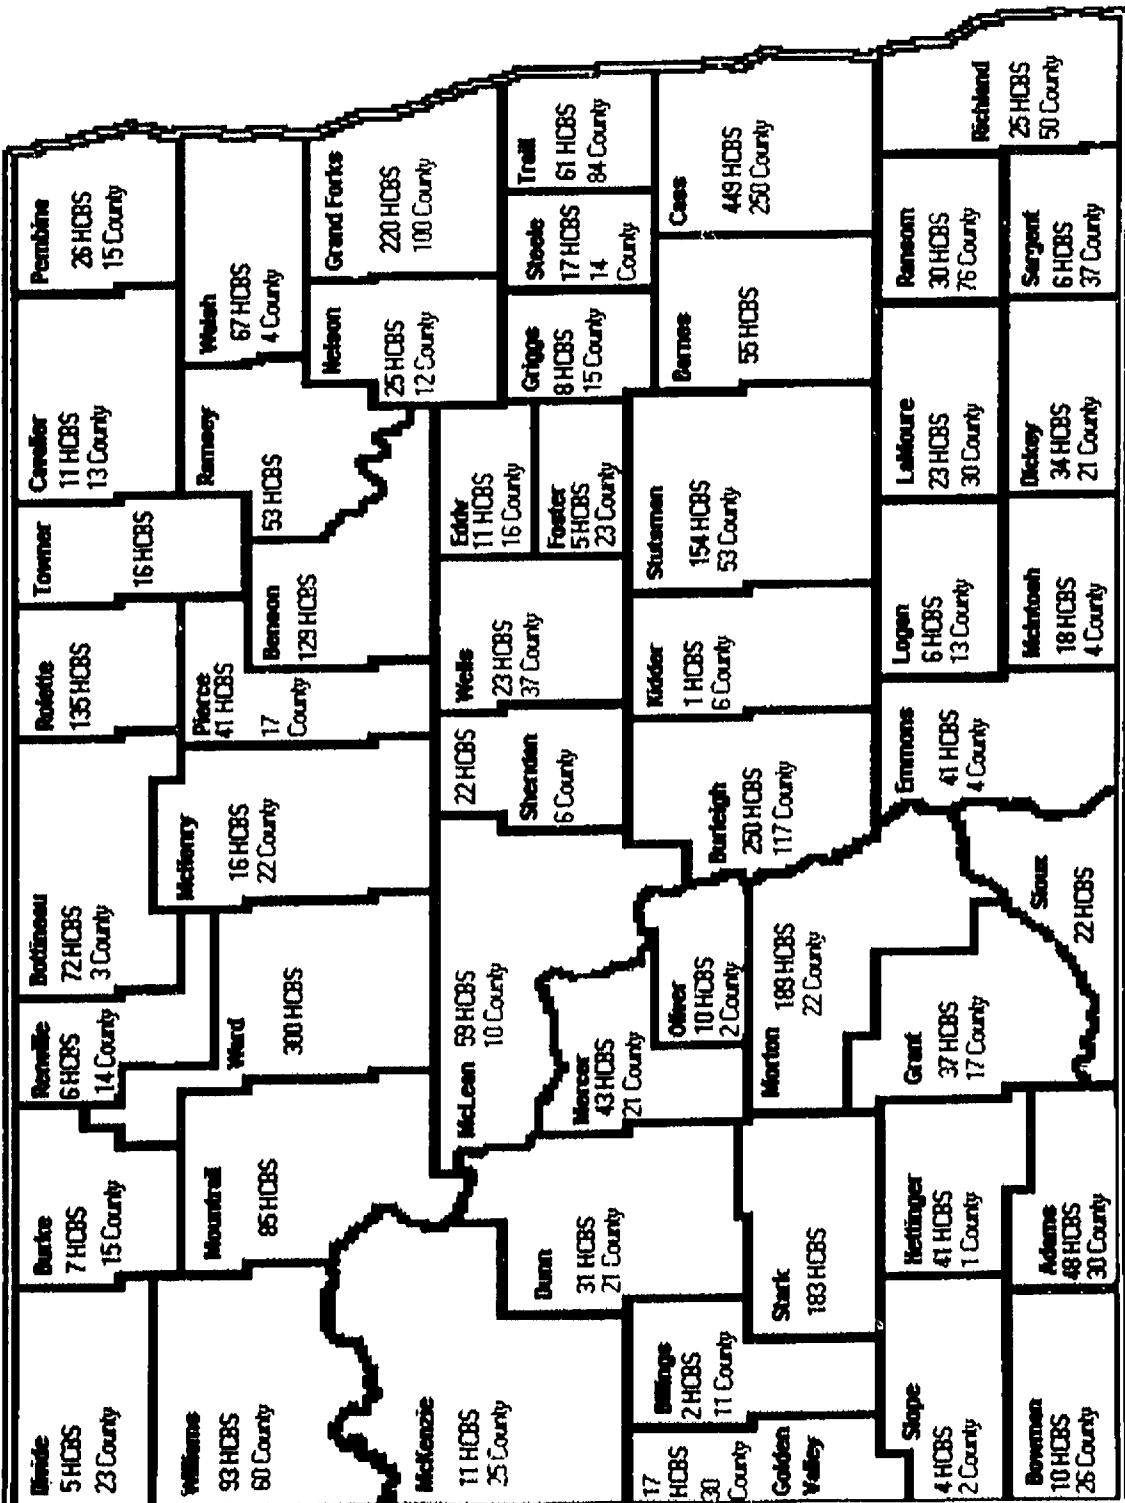 Divide
5 HCBS
23 County
Burke
7 HCBS
15 County
Renville
6 HCBS
14 County
Bottineau
72 HCBS
3 County
Rolette
135 HCBS
Towner
16 HCBS
Cavalier
11 HCBS
13 County
Pembina
26 HCBS
15 County
Williams
93 HCBS
60 County
Mountrail
85 HCBS
Ward
300 HCBS
McHenry
16 HCBS
22 County
Pierce
41 HCBS
17
County
Benson
129 HCBS
Ramsey
53 HCBS
Walsh
67 HCBS
4 County
Nelson
25 HCBS
12 County
Grand Forks
220 HCBS
100 County
McKenzie
11 HCBS
25 County
Dunn
31 HCBS
21 County
McLean
59 HCBS
10 County
Mercer
43 HCBS
21 County
Oliver
10 HCBS
2 County
22 HCBS
Sheridan
6 County
Wells
23 HCBS
37 County
Eddy
11 HCBS
16 County
Foster
5 HCBS
23 County
Griggs
8 HCBS
15 County
Steele
17 HCBS
14
County
Traill
61 HCBS
84 County
17
HCBS
30
County
Golden
Valley
Billings
2 HCBS
11 County
Stark
183 HCBS
Morton
189 HCBS
22 County
Burleigh
250 HCBS
117 County
Kidder
1 HCBS
6 County
Stutsman
154 HCBS
53 County
Barnes
55 HCBS
Cass
449 HCBS
250 County
Slope
4 HCBS
2 County
Hettinger
41 HCBS
1 County
Grant
37 HCBS
17 County
Sioux
22 HCBS
Emmons
41 HCBS
4 County
Logan
6 HCBS
13 County
LaMoure
23 HCBS
30 County
Ransom
30 HCBS
76 County
Richland
25 HCBS
50 County
Bowman
10 HCBS
26 County
Adams
48 HCBS
30 County
McIntosh
18 HCBS
4 County
Dickey
34 HCBS
21 County
Sargent
6 HCBS
37 County